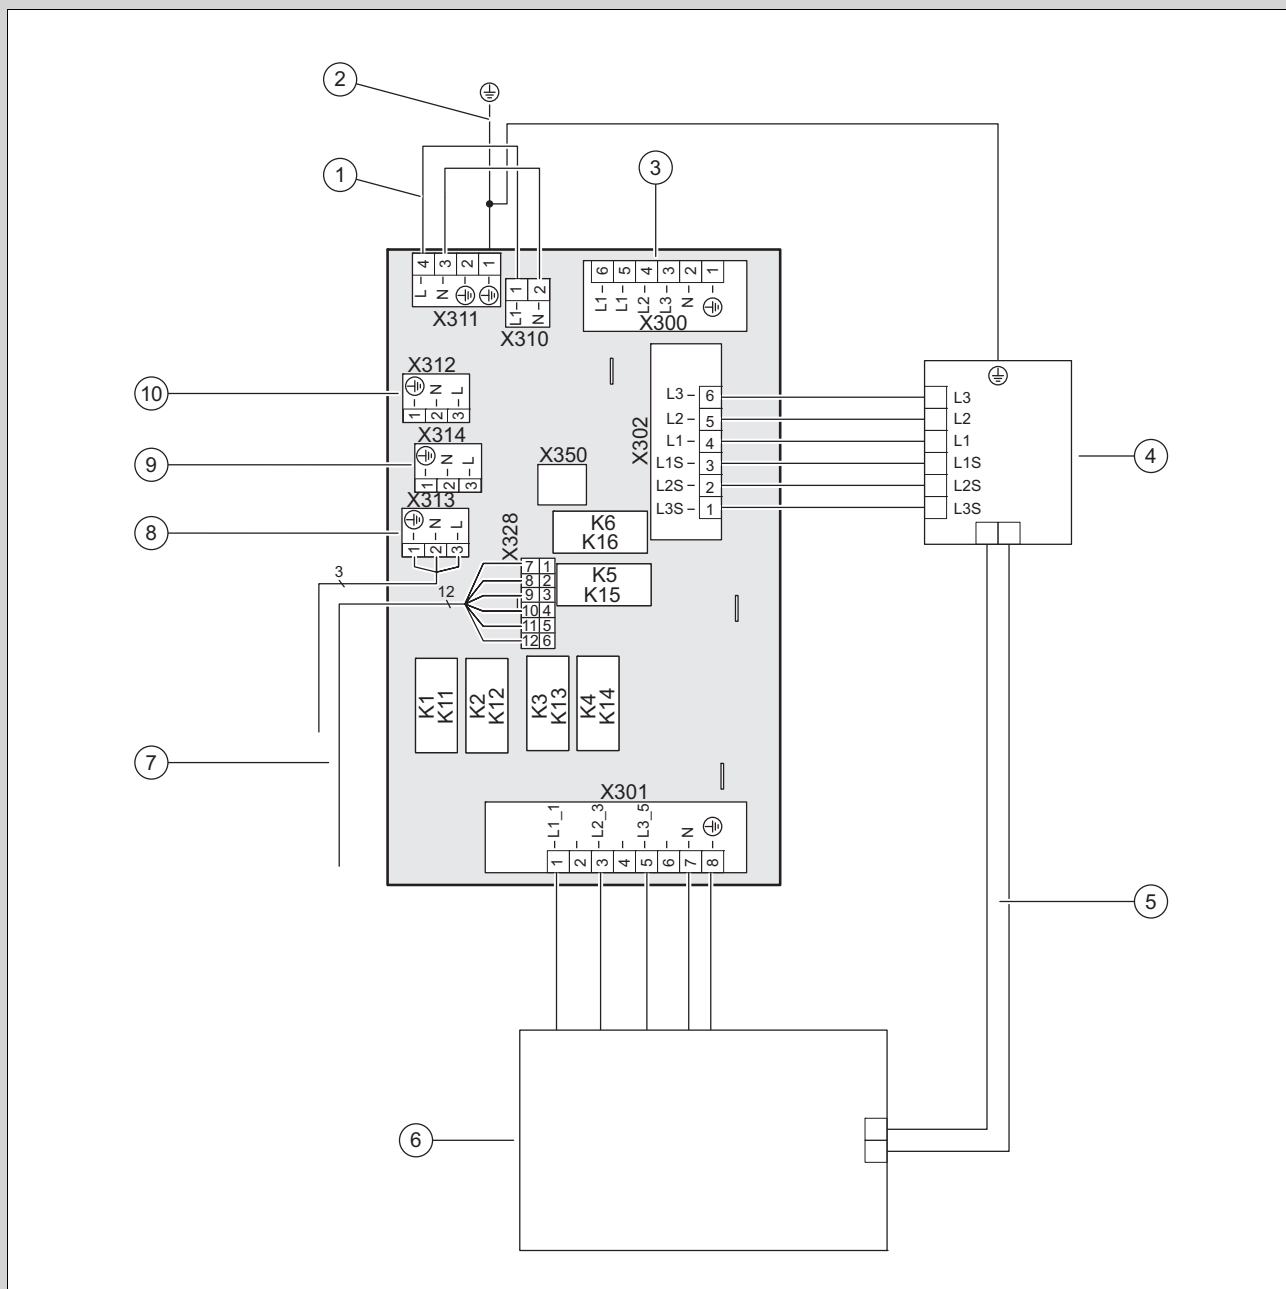 2
1
3
4 3 2 1
L – N –
X311
1 2
L1– N –
X310
6 5 4 3 2 1
L1 – L1 – L2 – L3 – N –
X300
X312
– N – L –
1 2 3
10
X314
– N – L –
1 2 3
9
X313
– N – L –
1 2 3
8
X350
X302
L3 – 6
L2 – 5
L1 – 4
L1S – 3
L2S – 2
L3S – 1
L3
L2
L1
L1S
L2S
L3S
4
K6
K16
K5
K15
X328
7 1
8 2
9 3
10 4
11 5
12 6
3
12
K1
K11
K2
K12
K3
K13
K4
K14
7
X301
– L1_1 – – L2_3 – – L3_5 – – N –
1 2 3 4 5 6 7 8
5
6